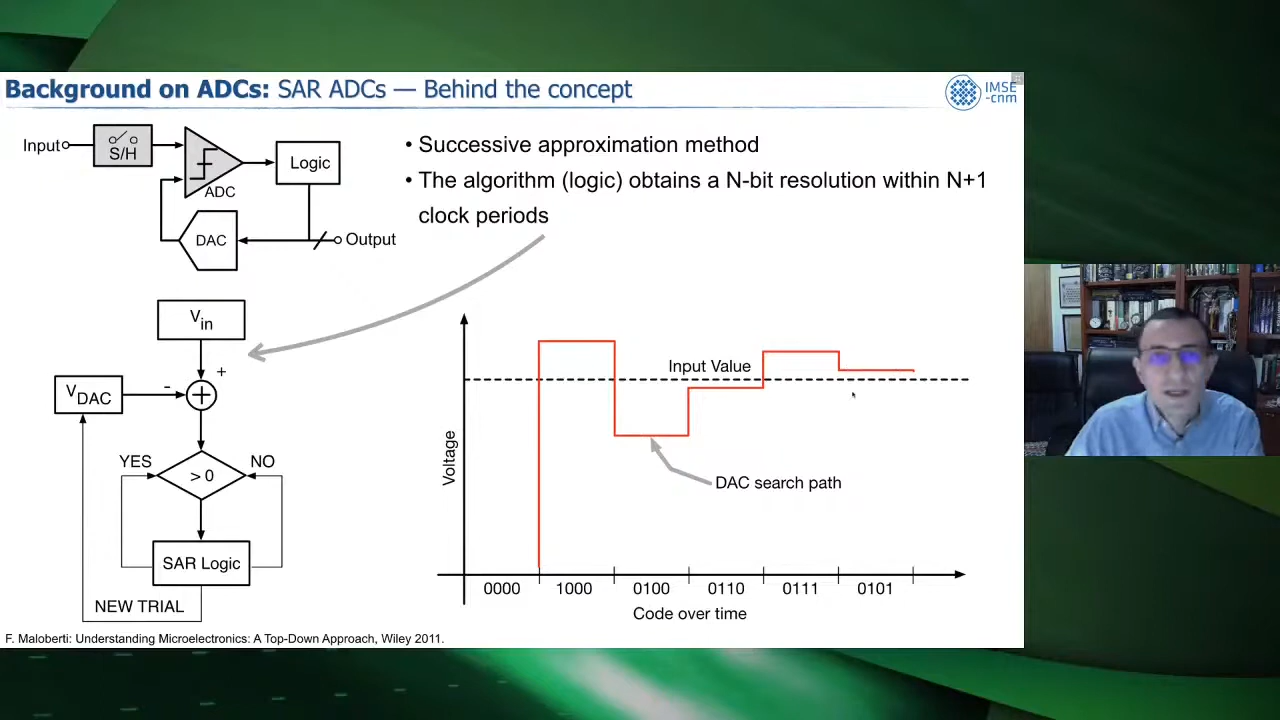 Background on ADCs: SAR ADCs — Behind the concept
IMSE
-cnm
Input
S/H
ADC
Logic
DAC
Output
• Successive approximation method
• The algorithm (logic) obtains a N-bit resolution within N+1
clock periods
Vin
+
-
VDAC
+
YES
> 0
NO
SAR Logic
NEW TRIAL
Voltage
Input Value
DAC search path
0000 1000 0100 0110 0111 0101
Code over time
F. Maloberti: Understanding Microelectronics: A Top-Down Approach, Wiley 2011.